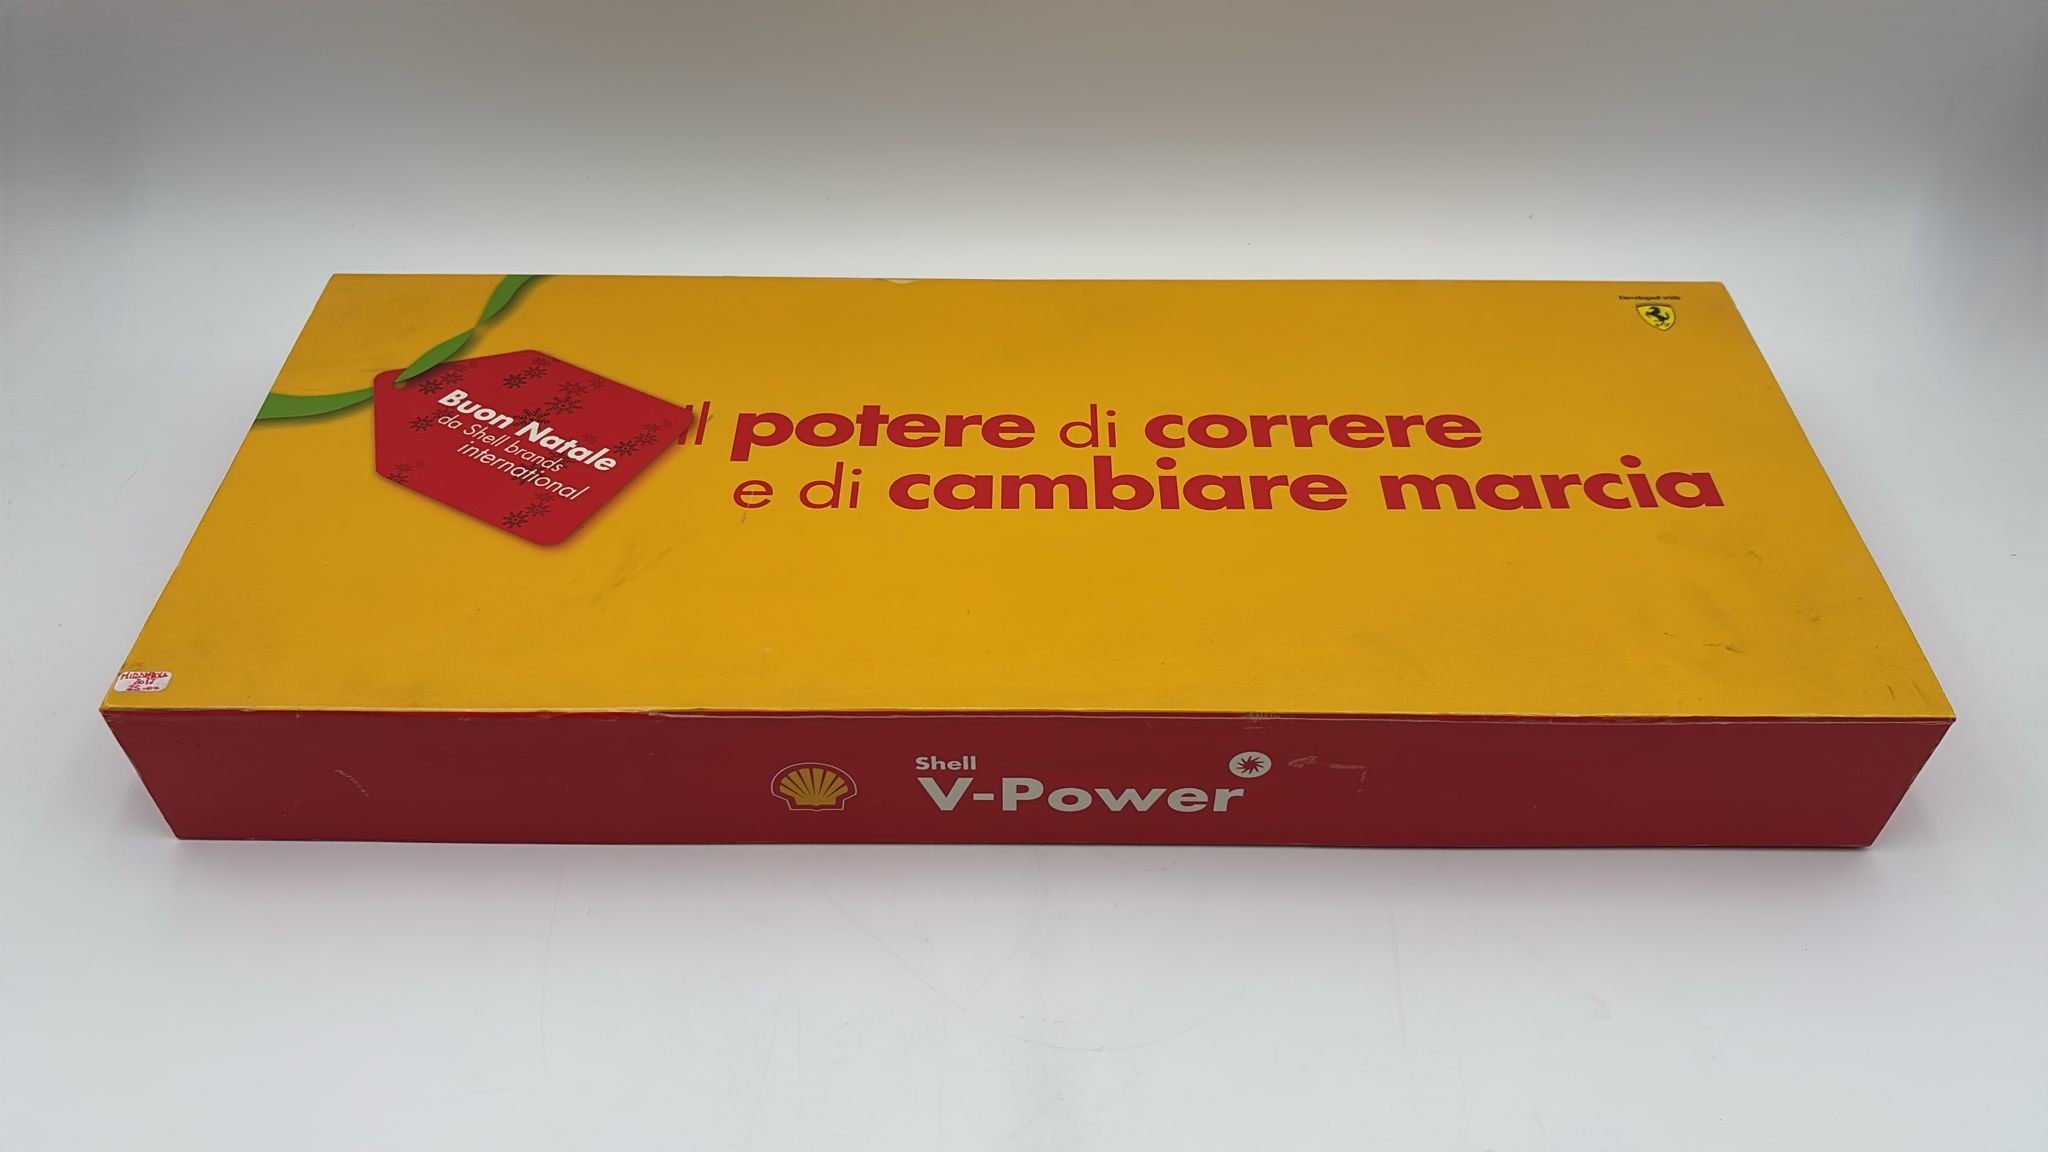 Developed with
Buon Natale
da Shell brands
international
Il potere di correre
e di cambiare marcia
Shell
V-Power